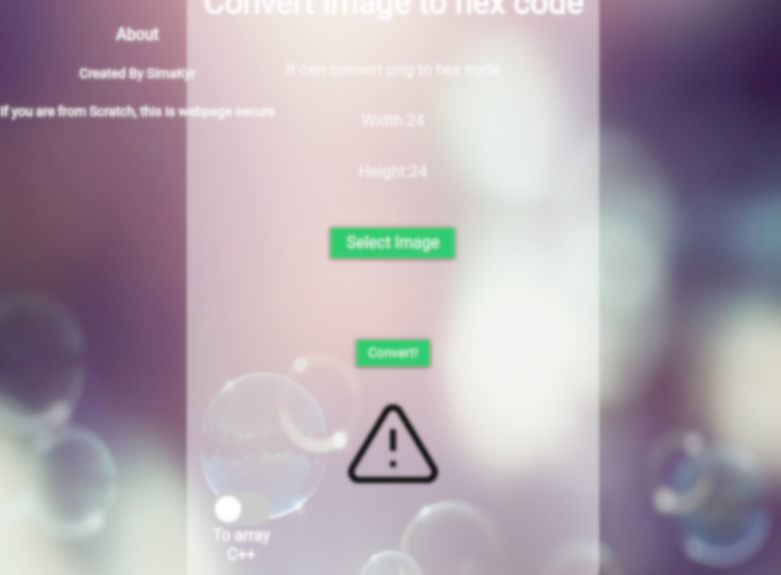 Convert image to hex code
About
Created By SimaKyr
It can convert png to hex code
If you are from Scratch, this is webpage secure
Width:24
Height:24
Select Image
Convert!
To array
C++